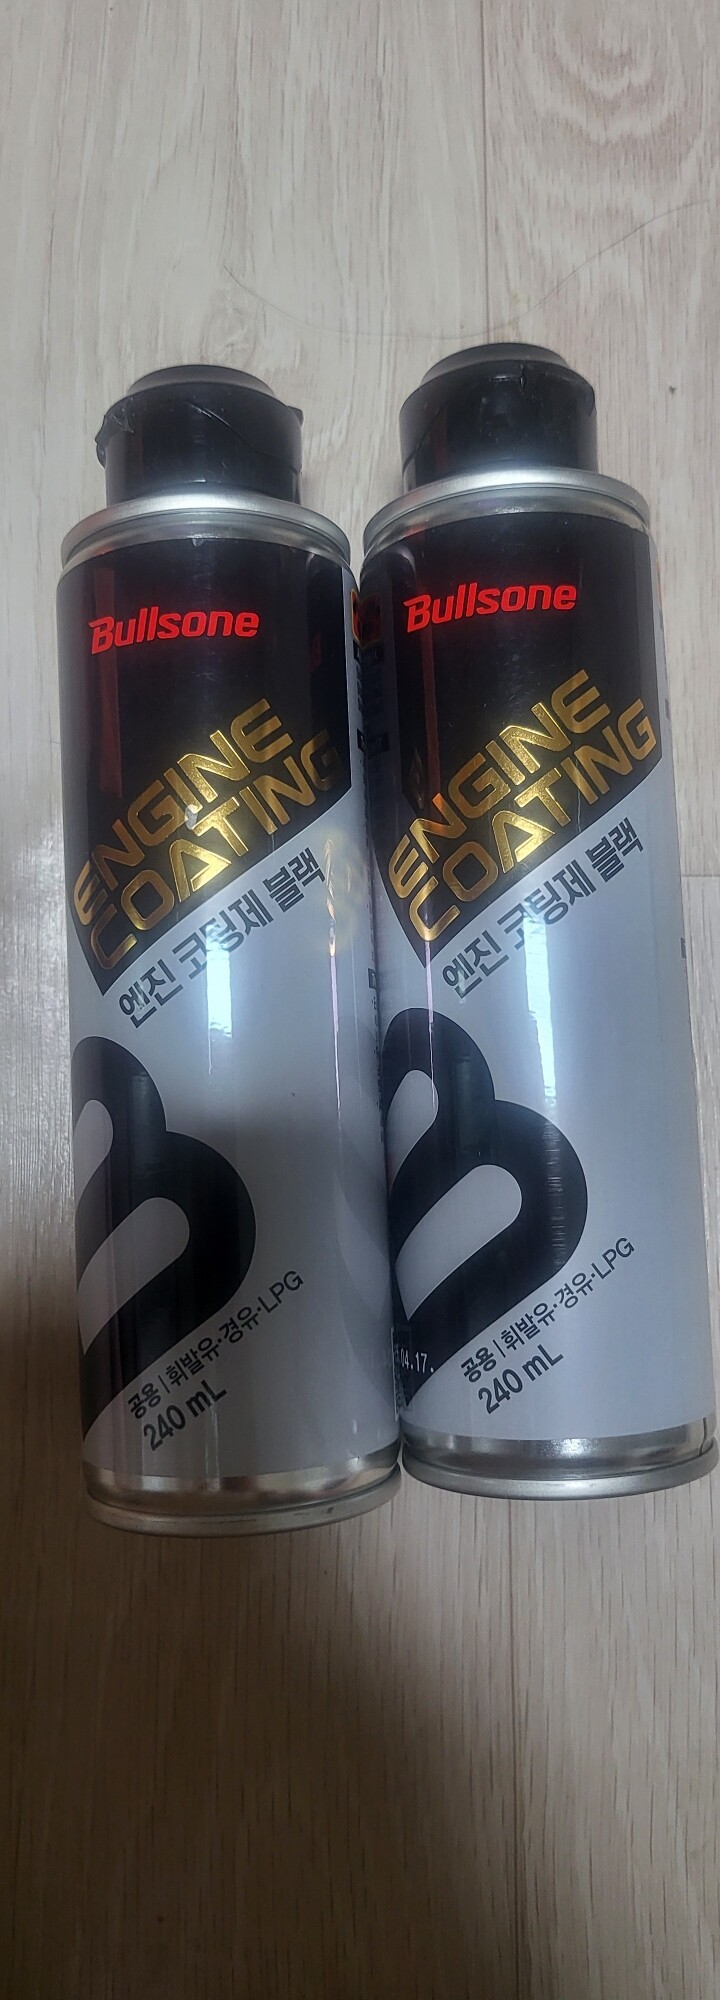 Bullsone
ENGINE
COATING
엔진 코팅제 블랙
공용 | 휘발유·경유·LPG
240 mL
Bullsone
ENGINE
COATING
엔진 코팅제 블랙
공용 | 휘발유·경유·LPG
240 mL
04.17.